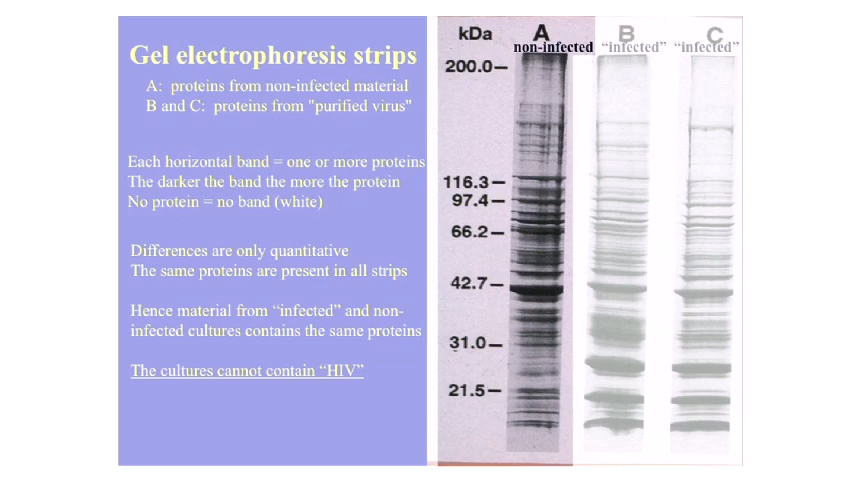 Gel electrophoresis strips
A: proteins from non-infected material
B and C: proteins from "purified virus"
Each horizontal band = one or more proteins
The darker the band the more the protein
No protein = no band (white)
Differences are only quantitative
The same proteins are present in all strips
Hence material from “infected” and non-
infected cultures contains the same proteins
The cultures cannot contain “HIV”
kDa A B C
non-infected “infected” “infected”
200.0
116.3
97.4
66.2
42.7
31.0
21.5